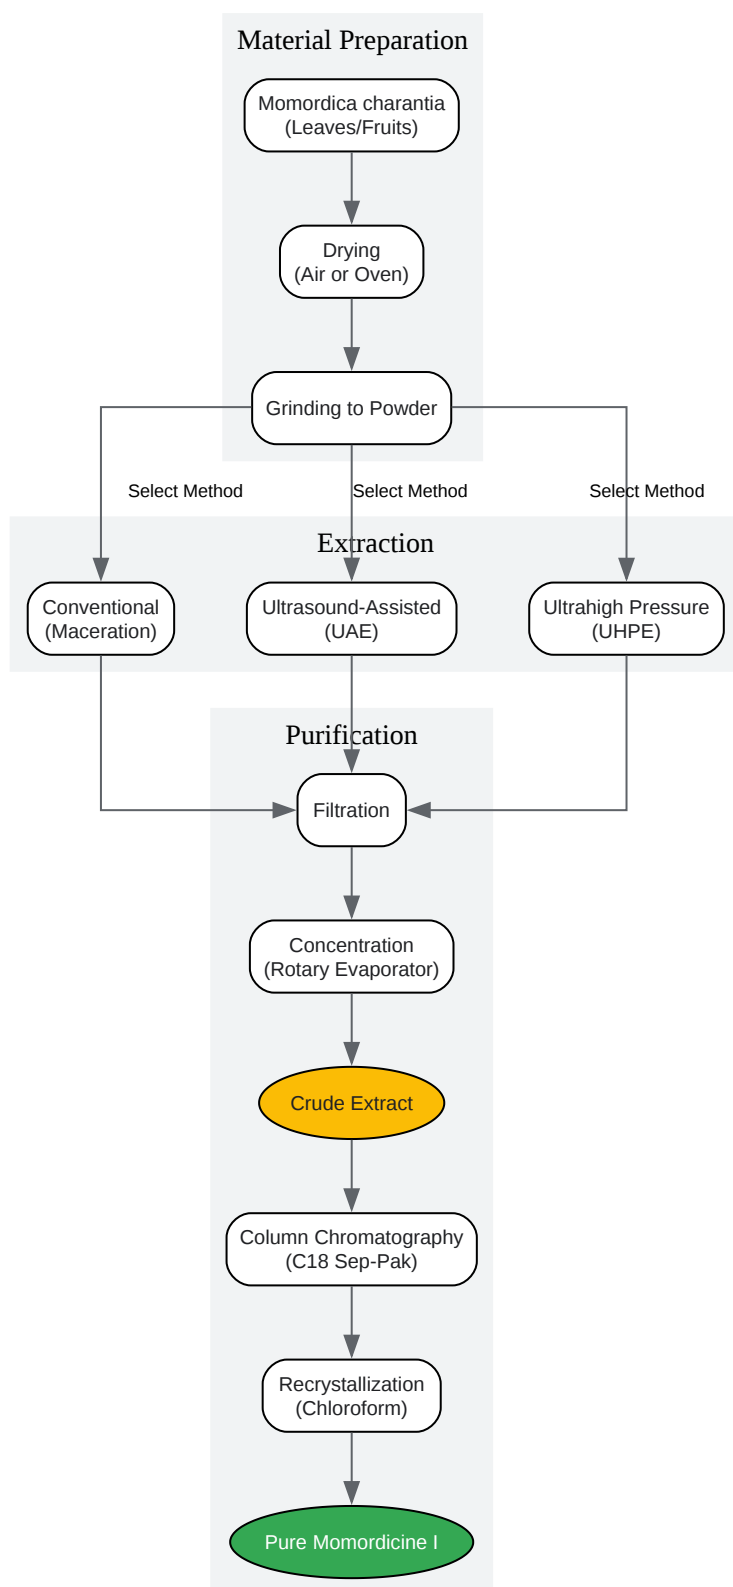 Material Preparation
Momordica charantia
(Leaves/Fruits)
Drying
(Air or Oven)
Grinding to Powder
Select Method
Select Method
Select Method
Extraction
Conventional
(Maceration)
Ultrasound-Assisted
(UAE)
Ultrahigh Pressure
(UHPE)
Purification
Filtration
Concentration
(Rotary Evaporator)
Crude Extract
Column Chromatography
(C18 Sep-Pak)
Recrystallization
(Chloroform)
Pure Momordicine I